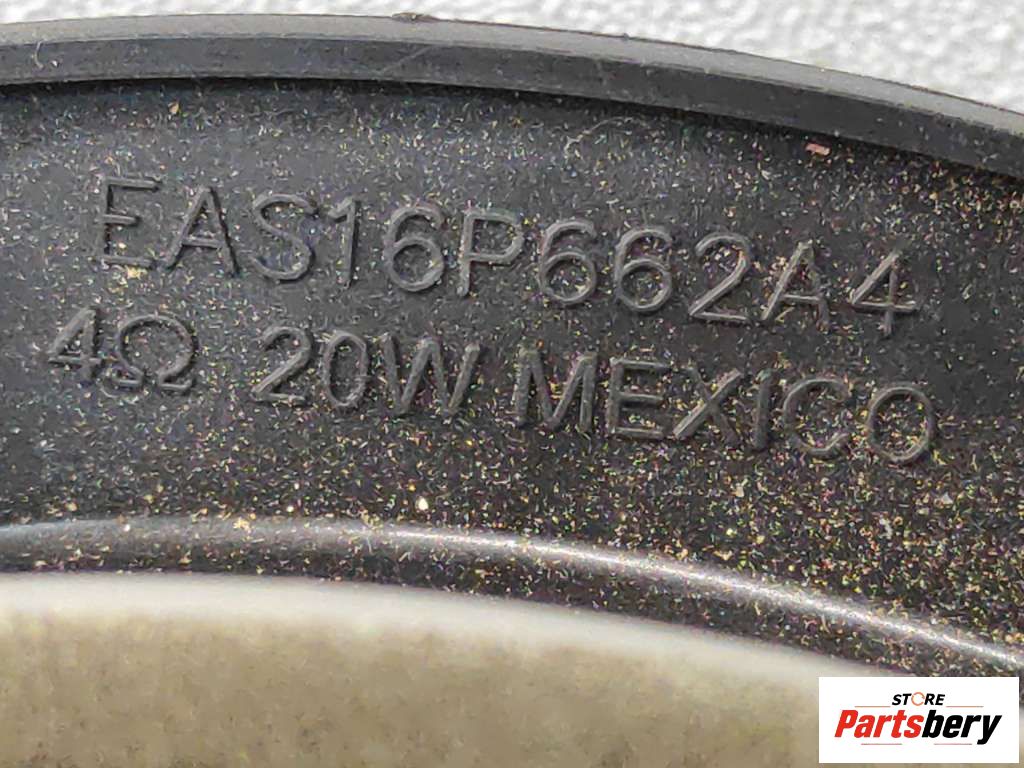 EAS16P662A4
4Ω 20W MEXICO
STORE
Partsbery